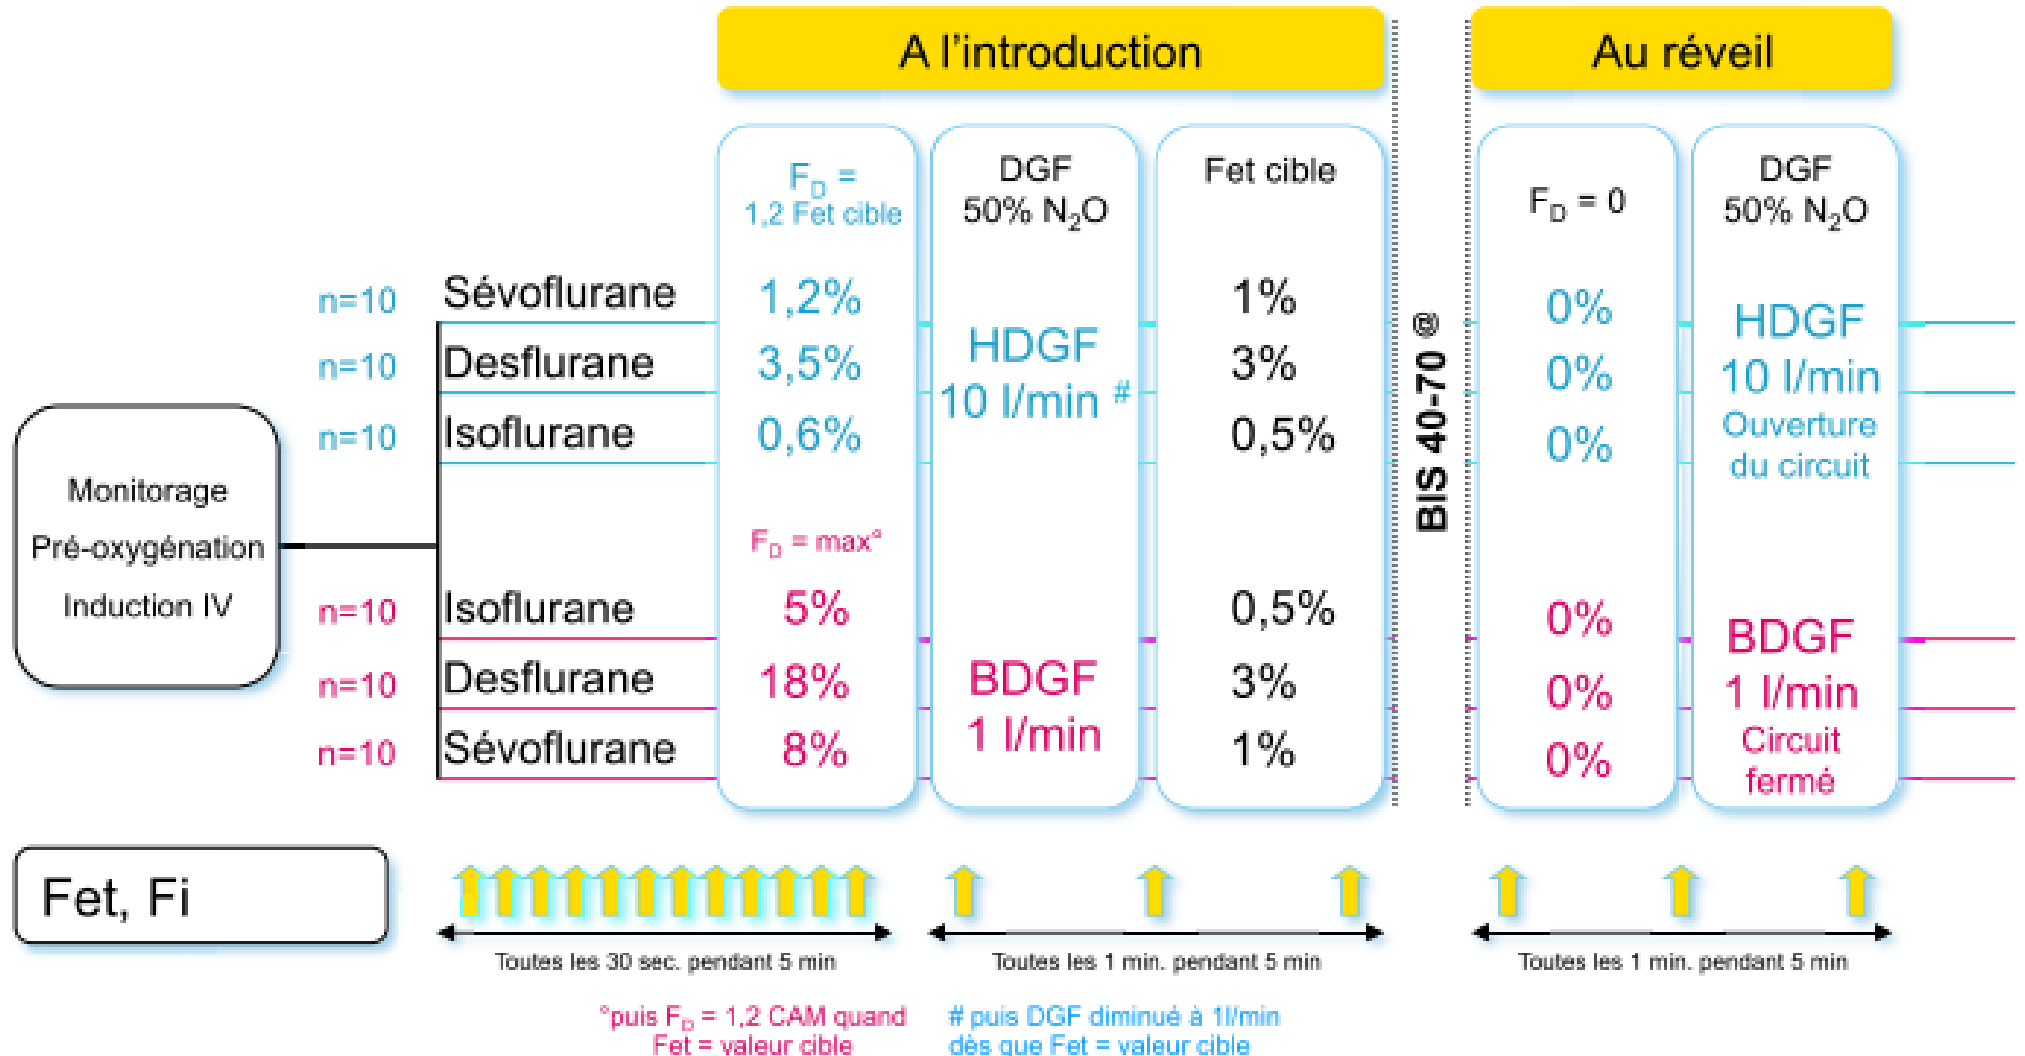 A l'introduction
Au réveil
F_D =
1,2 Fet cible
DGF
50% N₂O
Fet cible
F_D = 0
DGF
50% N₂O
n=10 Sévoflurane 1,2% 1% 0%
n=10 Desflurane 3,5% 3% 0%
n=10 Isoflurane 0,6% 0,5% 0%
HDGF
10 l/min #
HDGF
10 l/min
Ouverture
du circuit
BIS 40-70 @
Monitorage
Pré-oxygénation
Induction IV
F_D = max°
n=10 Isoflurane 5% 0,5% 0%
n=10 Desflurane 18% 3% 0%
n=10 Sévoflurane 8% 1% 0%
BDGF
1 l/min
BDGF
1 l/min
Circuit
fermé
Fet, Fi
Toutes les 30 sec. pendant 5 min
Toutes les 1 min. pendant 5 min
Toutes les 1 min. pendant 5 min
°puis F_D = 1,2 CAM quand
Fet = valeur cible
# puis DGF diminué à 1l/min
dès que Fet = valeur cible